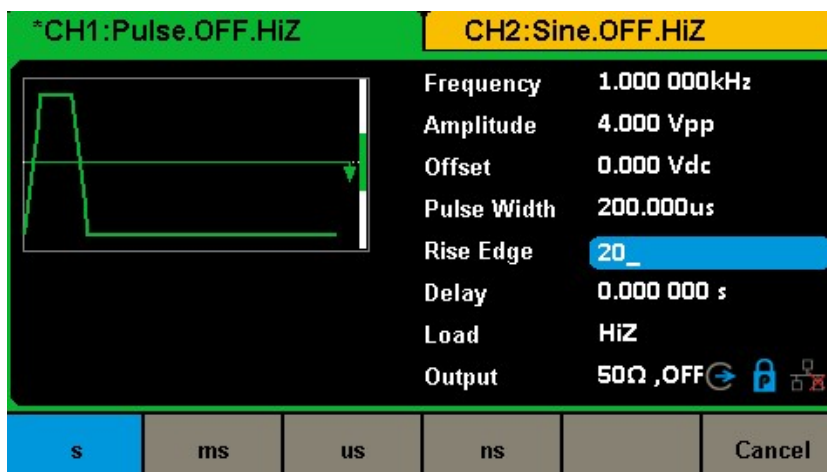 *CH1:Pulse.OFF.HiZ CH2:Sine.OFF.HiZ
Frequency 1.000 000kHz
Amplitude 4.000 Vpp
Offset 0.000 Vdc
Pulse Width 200.000us
Rise Edge 20_
Delay 0.000 000 s
Load HiZ
Output 50Ω ,OFF P
s ms us ns Cancel